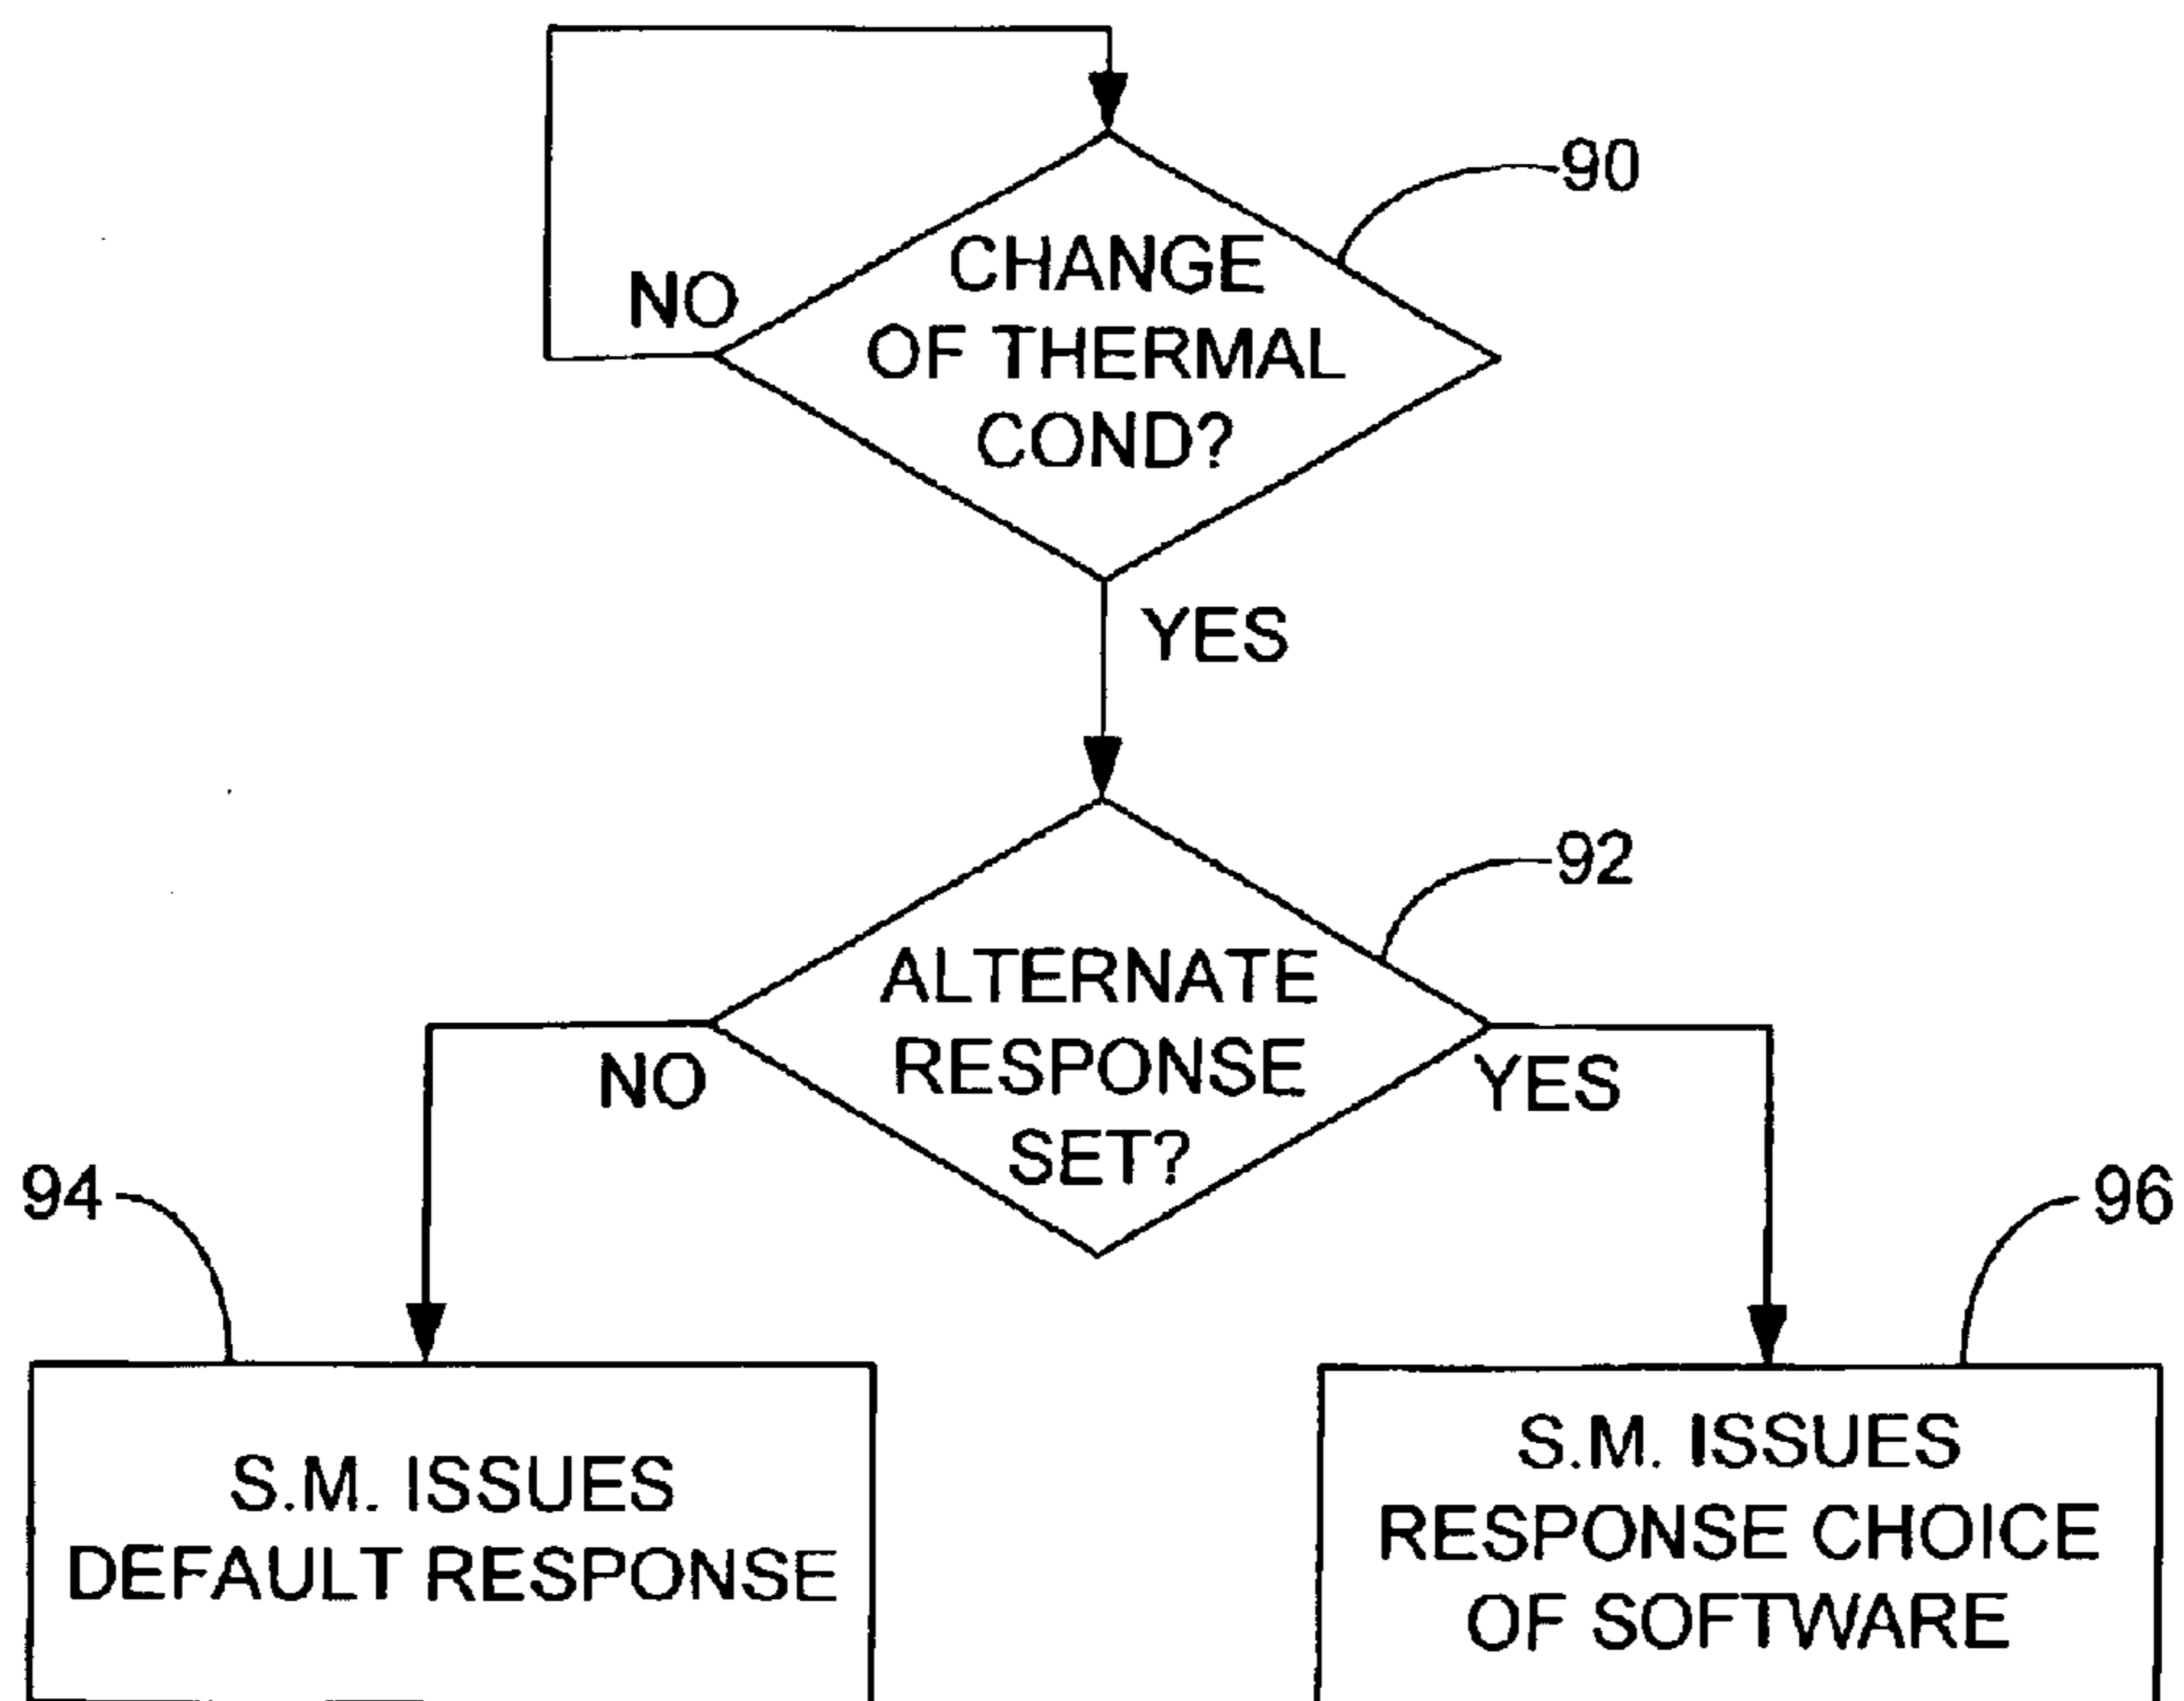 90
CHANGE
NO
OF THERMAL
COND?
YES
92
ALTERNATE
RESPONSE
NO
YES
SET?
94
96
S.M. ISSUES
DEFAULT RESPONSE
S.M. ISSUES
RESPONSE CHOICE
OF SOFTWARE